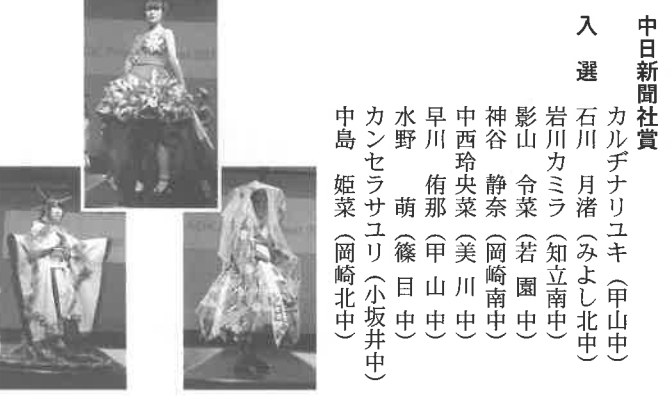 中日新聞社賞
カルヂナリユキ（甲山中）
入選 石川 月渚（みよし北中）
岩川カミラ（知立南中）
影山 令菜（若園中）
神谷 静奈（岡崎南中）
中西玲央菜（美川中）
早川 侑那（甲山中）
水野 萌（篠目中）
カンセラサユリ（小坂井中）
中島 姫菜（岡崎北中）